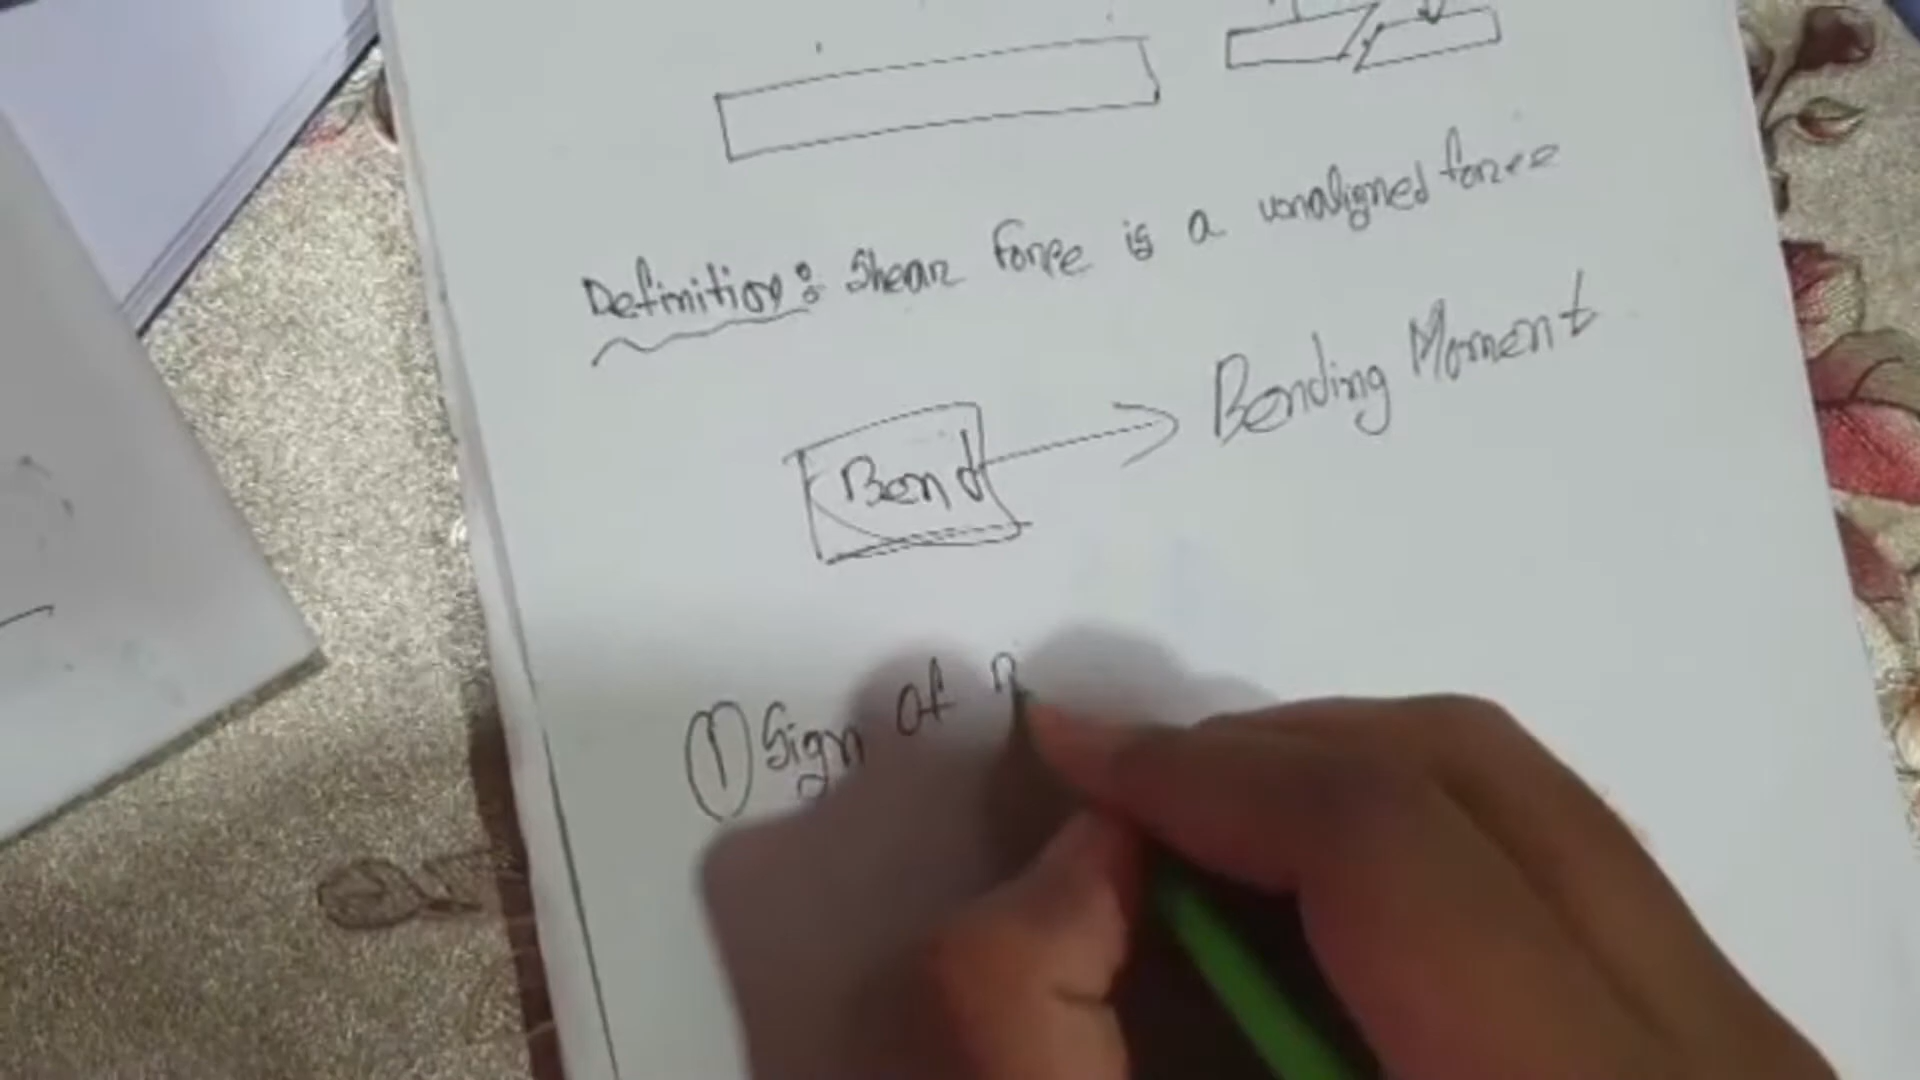 Definition: Shear Force is a unaligned force
Bend → Bending Moment
① Sign of